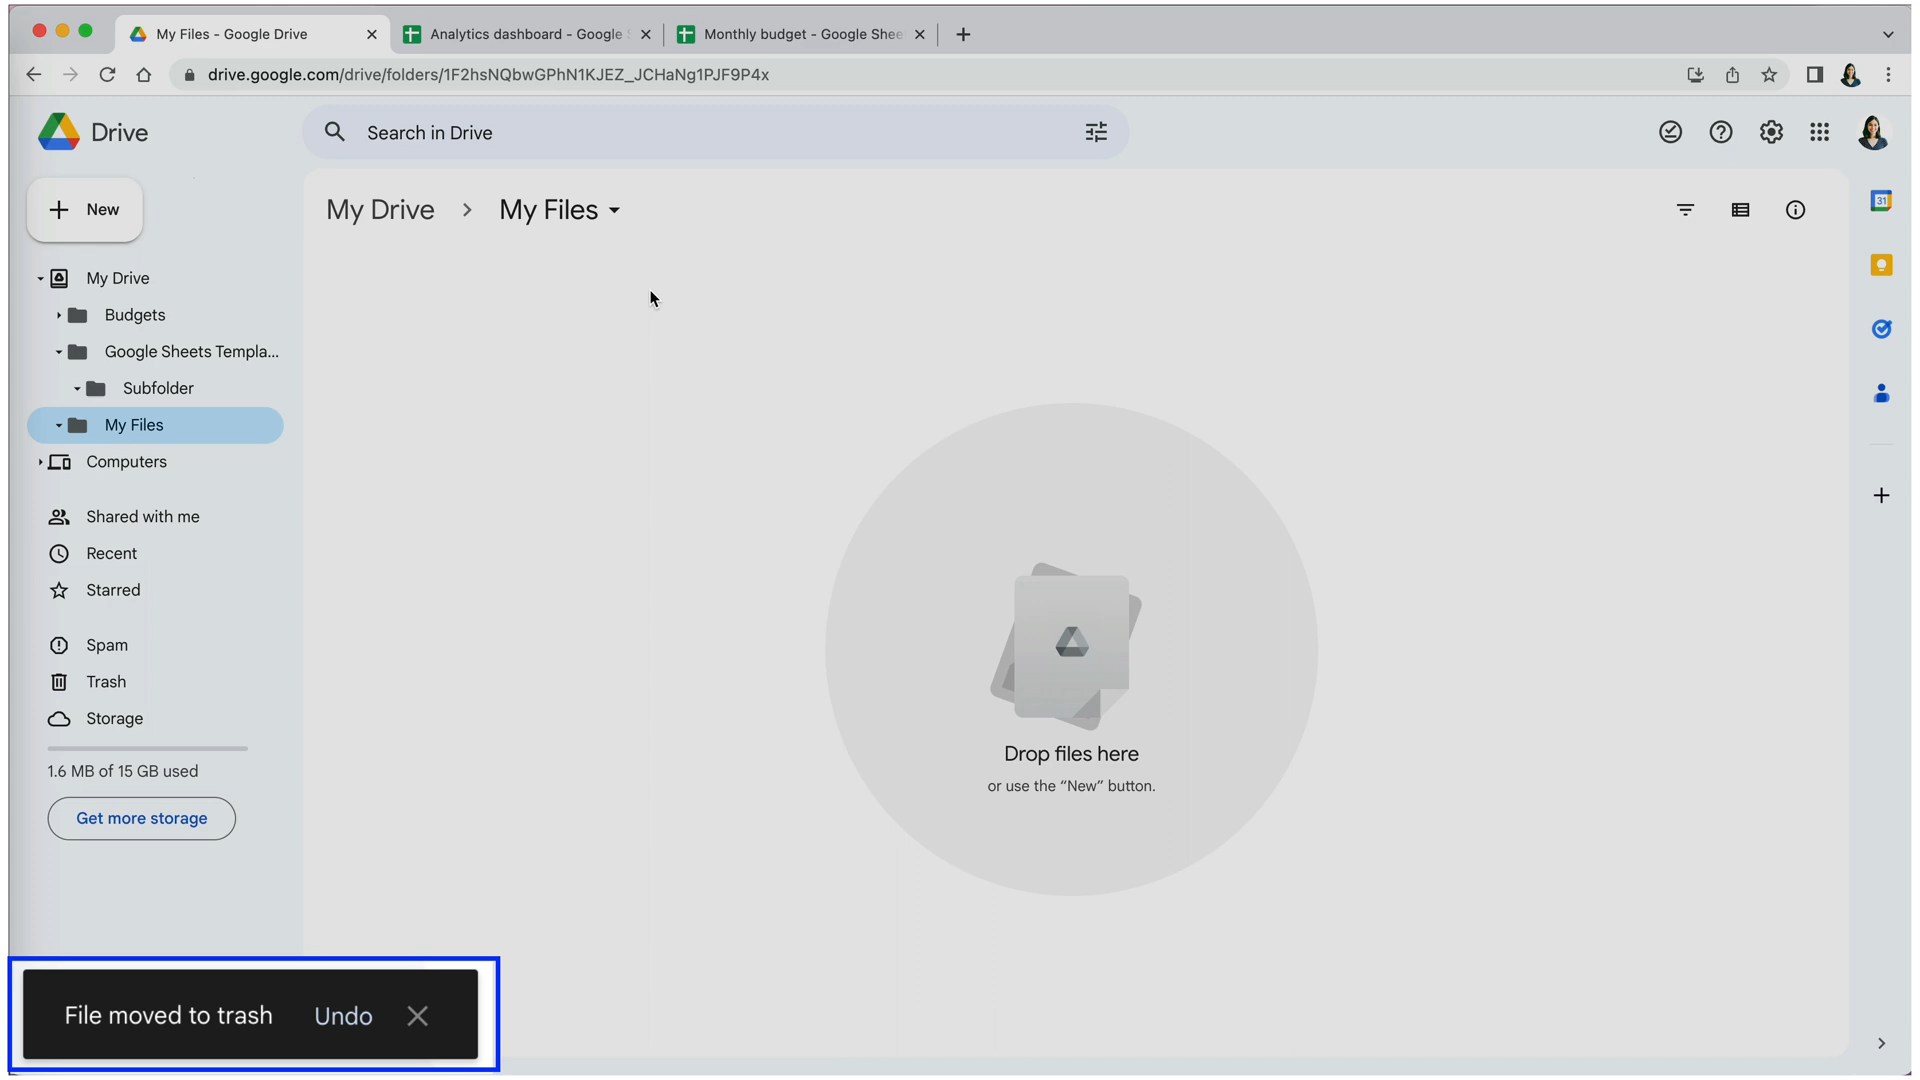 My Files - Google Drive
Analytics dashboard - Google S
Monthly budget - Google Shee
drive.google.com/drive/folders/1F2hsNQbwGPhN1KJEZ_JCHaNg1PJF9P4x
Drive
Search in Drive
New
My Drive
My Files
31
My Drive
Budgets
Google Sheets Templa...
Subfolder
My Files
Computers
Shared with me
Recent
Starred
Spam
Trash
Storage
1.6 MB of 15 GB used
Get more storage
Drop files here
or use the “New” button.
File moved to trash
Undo